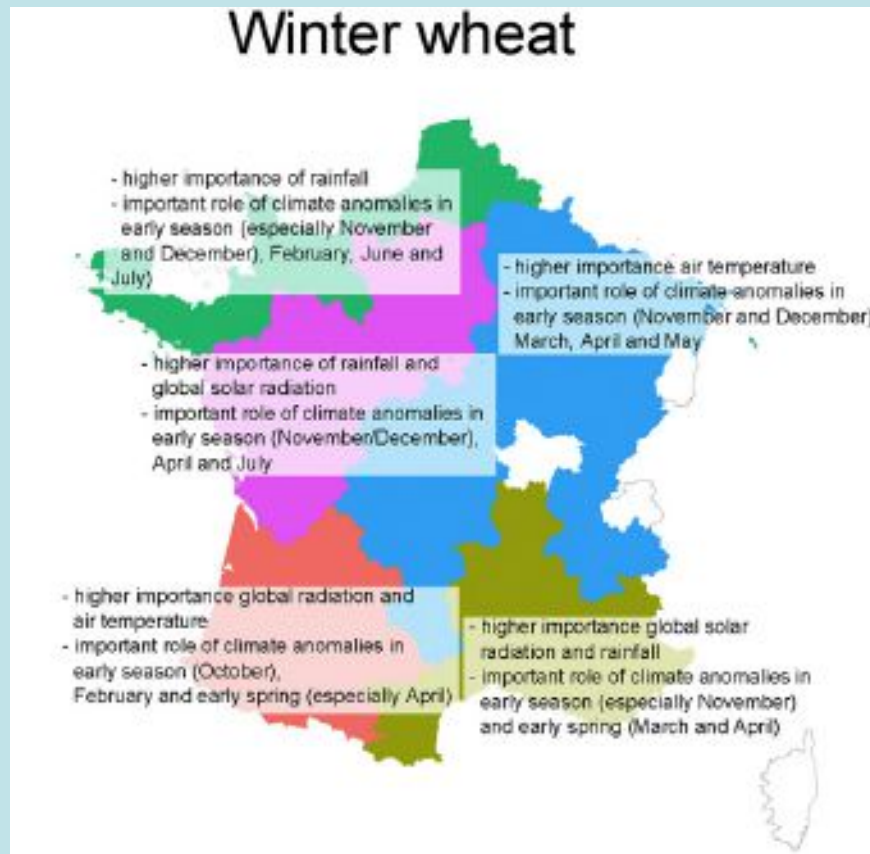 Winter wheat
- higher importance of rainfall
- important role of climate anomalies in
early season (especially November
and December), February, June and
July)
- higher importance air temperature
- important role of climate anomalies in
early season (November and December)
March, April and May
- higher importance of rainfall and
global solar radiation
- important role of climate anomalies in
early season (November/December),
April and July
- higher importance global radiation and
air temperature
- important role of climate anomalies in
early season (October),
February and early spring (especially April)
- higher importance global solar
radiation and rainfall
- important role of climate anomalies in
early season (especially November)
and early spring (March and April)